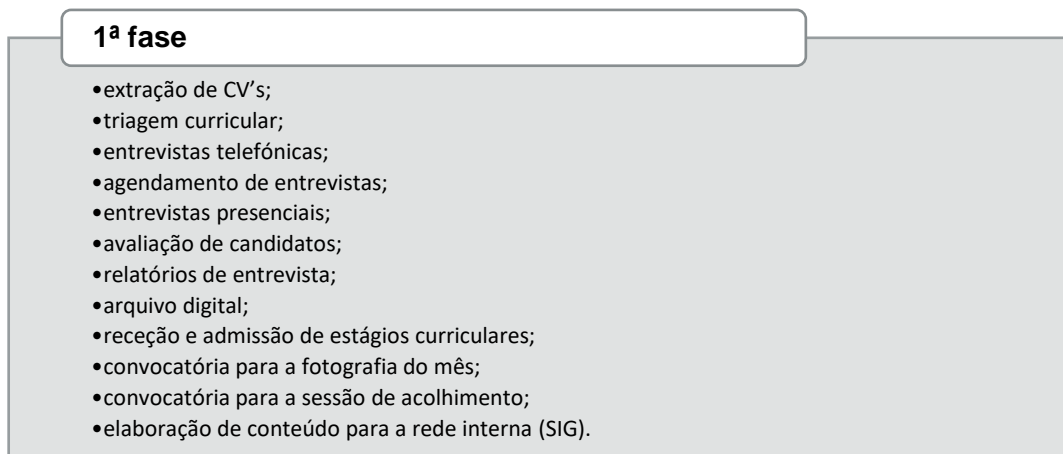 1ª fase
•extração de CV’s;
•triagem curricular;
•entrevistas telefónicas;
•agendamento de entrevistas;
•entrevistas presenciais;
•avaliação de candidatos;
•relatórios de entrevista;
•arquivo digital;
•receção e admissão de estágios curriculares;
•convocatória para a fotografia do mês;
•convocatória para a sessão de acolhimento;
•elaboração de conteúdo para a rede interna (SIG).